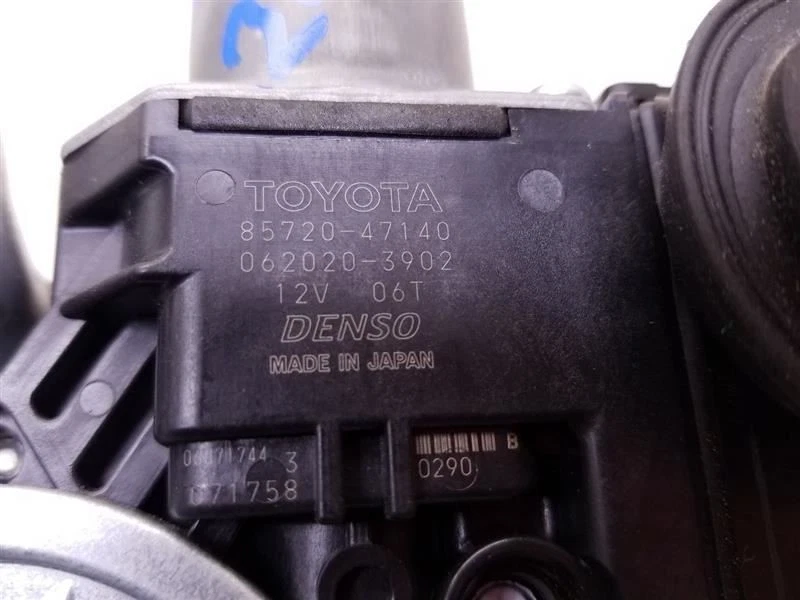 TOYOTA
85720-47140
062020-3902
12V 06T
DENSO
MADE IN JAPAN
3
B
071758
0290